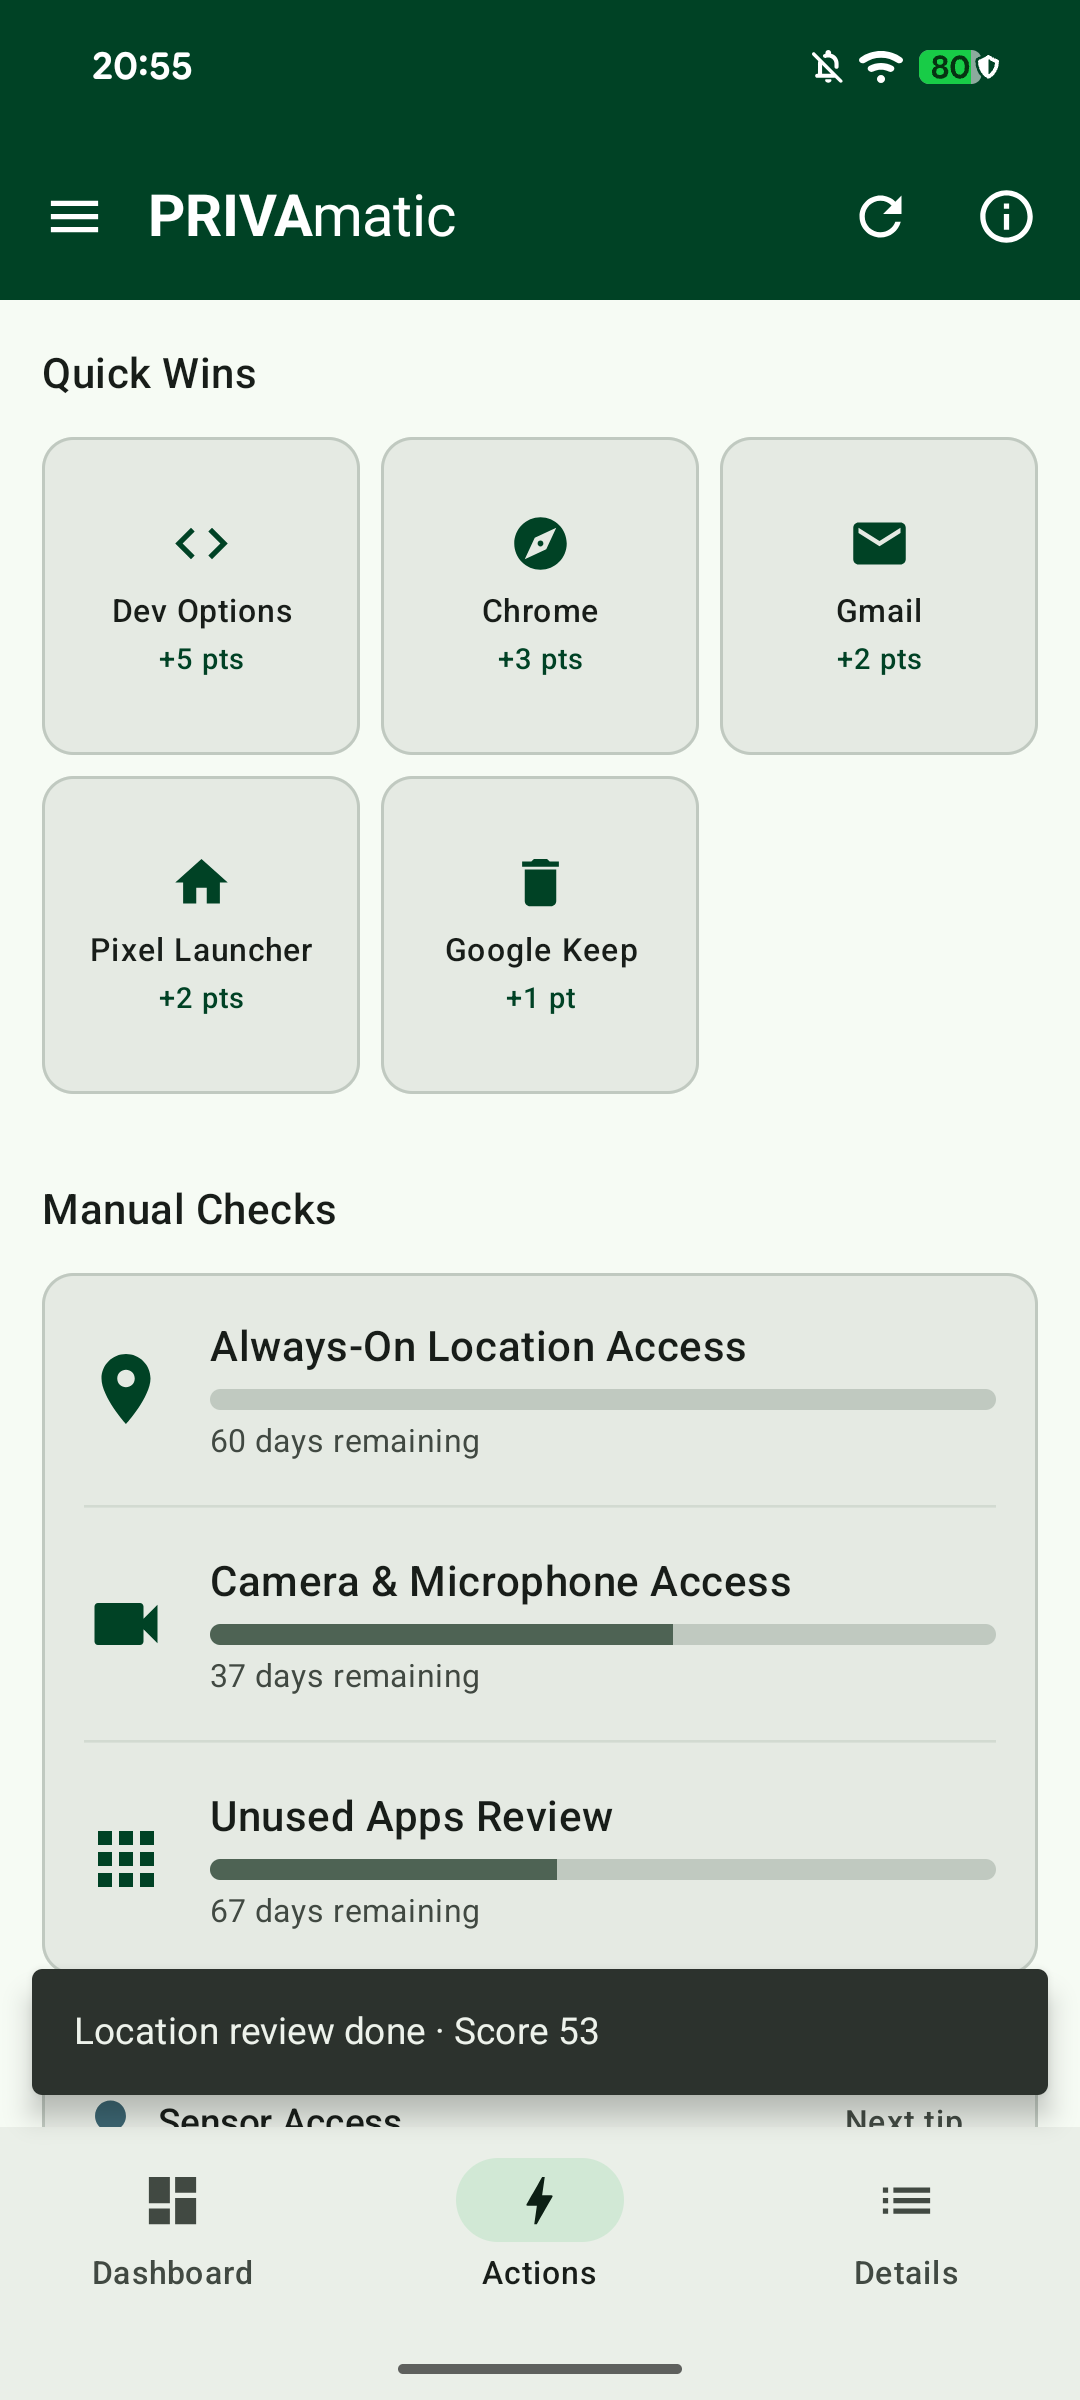 20:55
80
PRIVAmatic
Quick Wins
Dev Options
+5 pts
Chrome
+3 pts
Gmail
+2 pts
Pixel Launcher
+2 pts
Google Keep
+1 pt
Manual Checks
Always-On Location Access
60 days remaining
Camera & Microphone Access
37 days remaining
Unused Apps Review
67 days remaining
Location review done · Score 53
Sensor Access
Next tip
Dashboard
Actions
Details